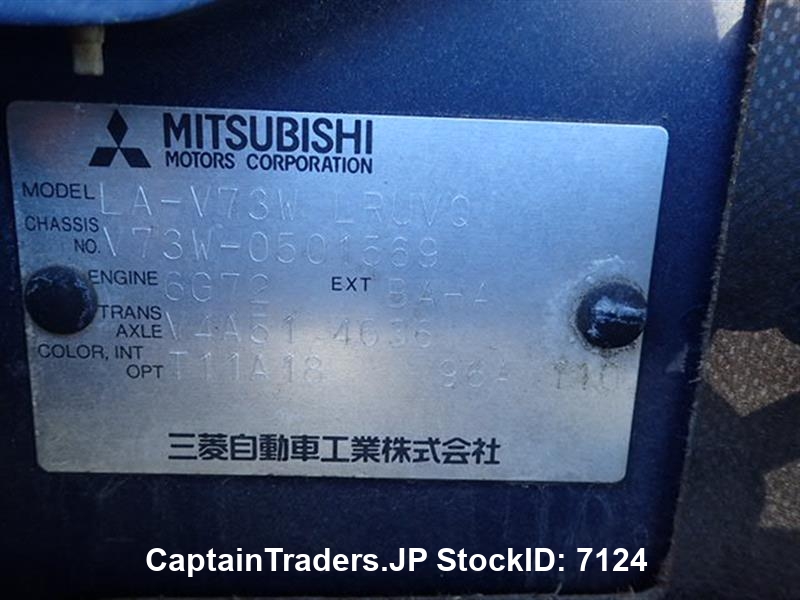 MITSUBISHI
MOTORS CORPORATION
MODEL LA-V73W LRUVQ
CHASSIS
NO. V73W-0501569
ENGINE 6G72 EXT BA-A
TRANS
AXLE V4A51 4636
COLOR, INT
OPT T11A18 96A 110
三菱自動車工業株式会社
CaptainTraders.JP StockID: 7124